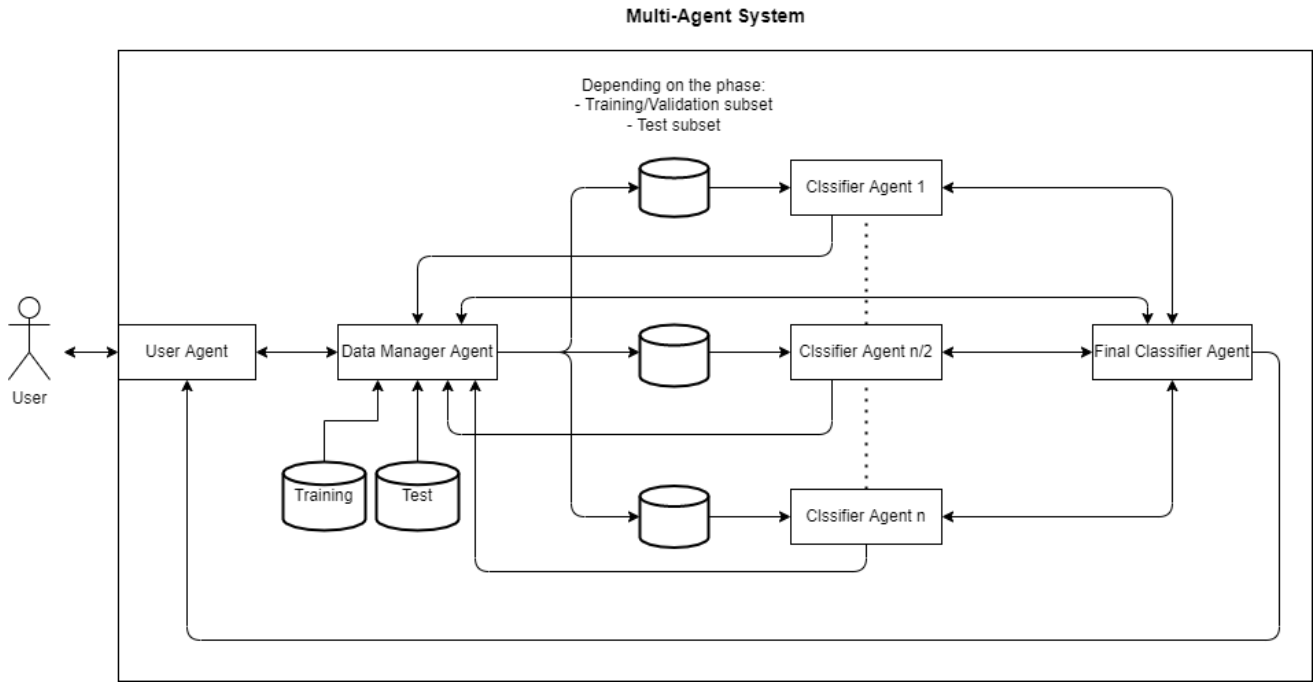 Multi-Agent System
Depending on the phase:
- Training/Validation subset
- Test subset
Clssifier Agent 1
User Agent
Data Manager Agent
Clssifier Agent n/2
Final Classifier Agent
User
Training
Test
Clssifier Agent n